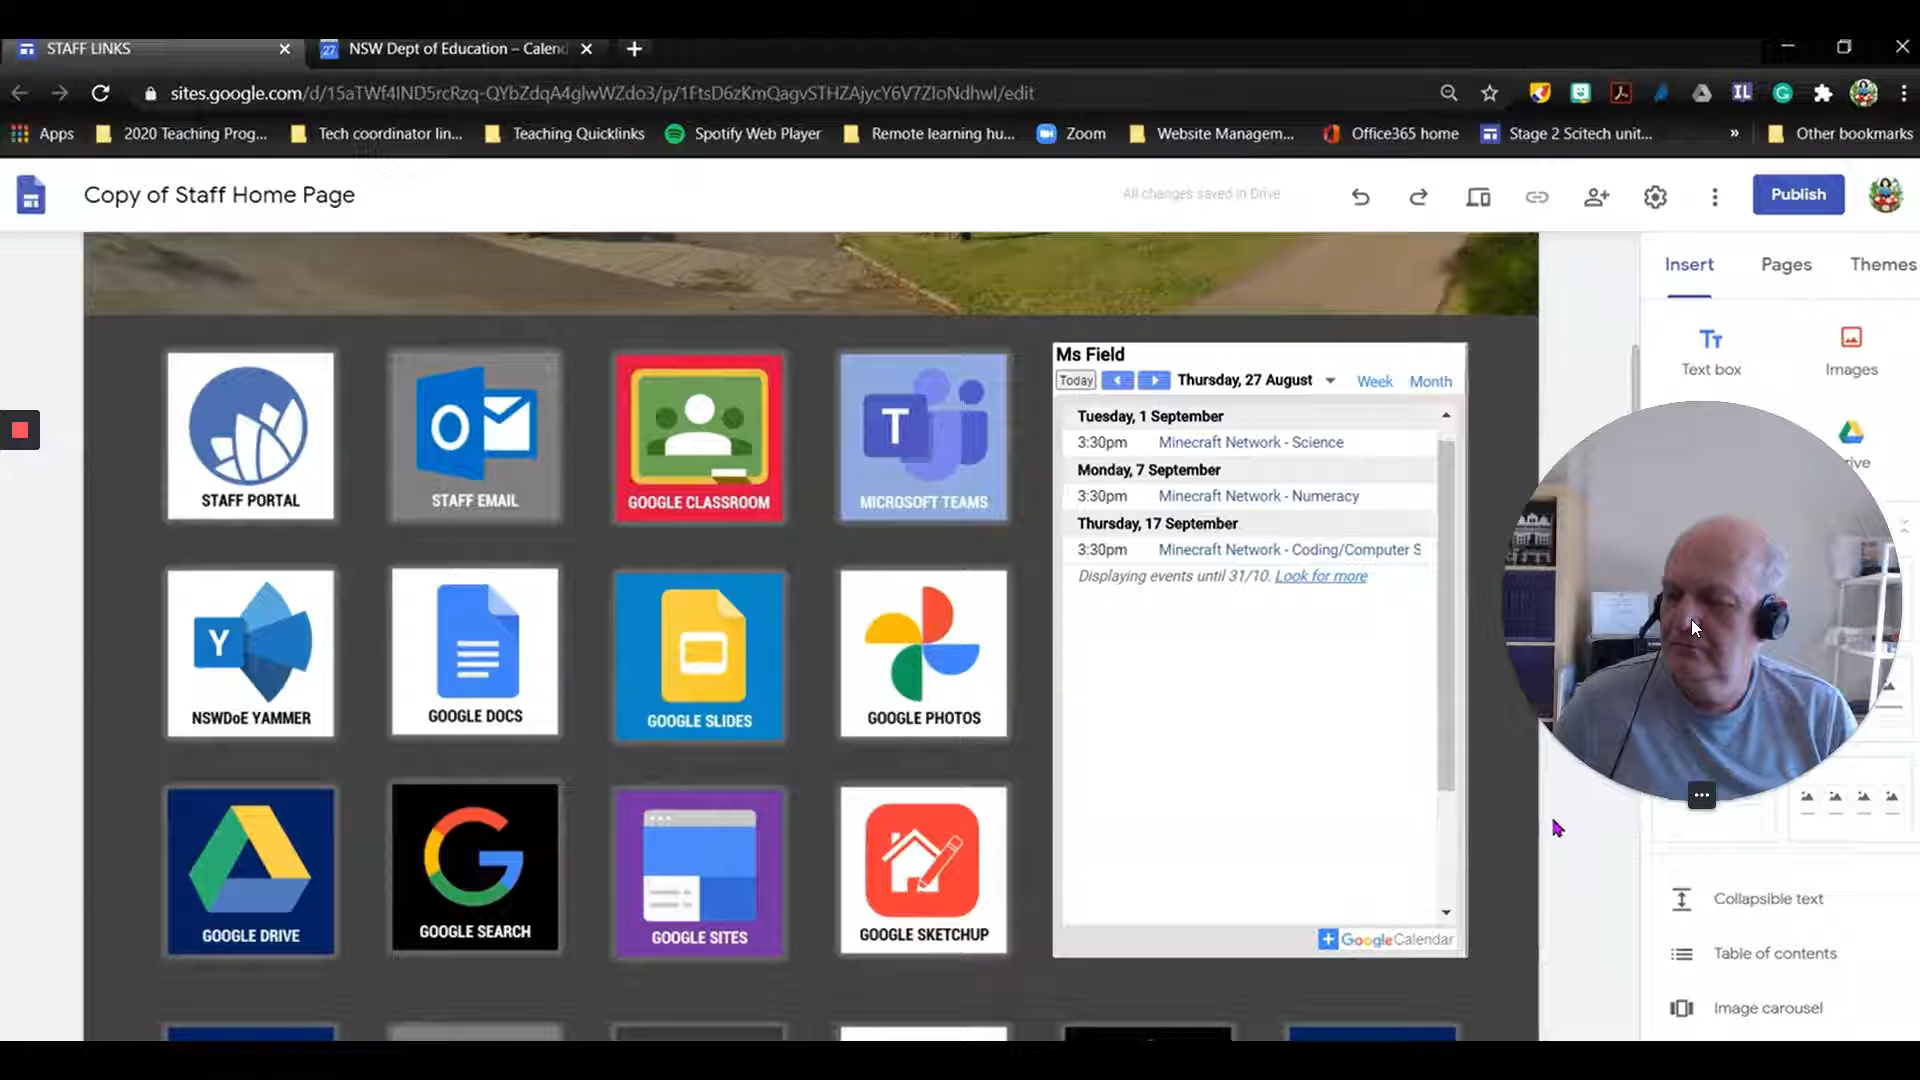 STAFF LINKS
NSW Dept of Education – Calend
sites.google.com/d/15aTWf4IND5rcRzq-QYbZdqA4glwWZdo3/p/1FtsD6zKmQagvSTHZAjycY6V7ZIoNdhwI/edit
Apps
2020 Teaching Prog...
Tech coordinator lin...
Teaching Quicklinks
Spotify Web Player
Remote learning hu...
Zoom
Website Managem...
Office365 home
Stage 2 Scitech unit...
»
Other bookmarks
Copy of Staff Home Page
All changes saved in Drive
Publish
Insert
Pages
Themes
Text box
Images
STAFF PORTAL
STAFF EMAIL
GOOGLE CLASSROOM
T
MICROSOFT TEAMS
Ms Field
Today
Thursday, 27 August
Week
Month
Tuesday, 1 September
3:30pm Minecraft Network - Science
Monday, 7 September
3:30pm Minecraft Network - Numeracy
Thursday, 17 September
3:30pm Minecraft Network - Coding/Computer S
Displaying events until 31/10. Look for more
Y
NSWDoE YAMMER
GOOGLE DOCS
GOOGLE SLIDES
GOOGLE PHOTOS
GOOGLE DRIVE
GOOGLE SEARCH
GOOGLE SITES
GOOGLE SKETCHUP
GoogleCalendar
Collapsible text
Table of contents
Image carousel